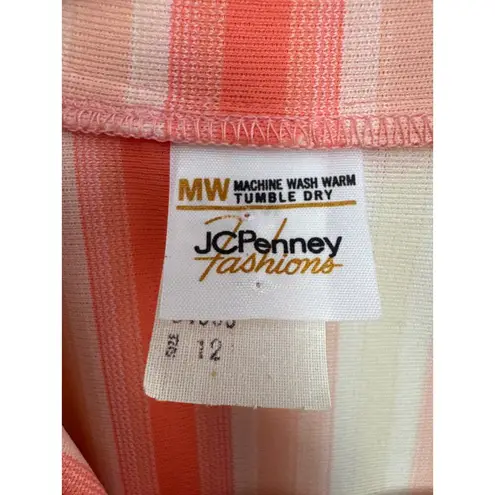 MW MACHINE WASH WARM
TUMBLE DRY
JCPenney
fashions
SIZE 12